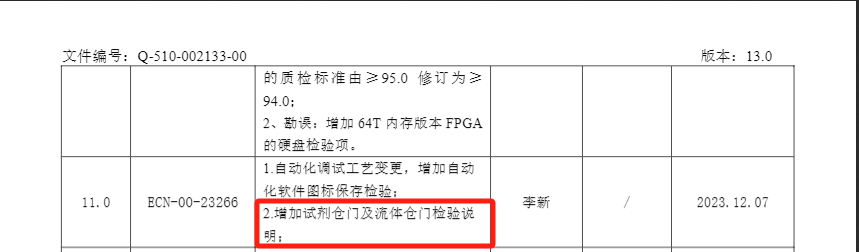 文件编号：Q-510-002133-00 版本：13.0
的质检标准由≥95.0 修订为≥
94.0；
2、勘误：增加 64T 内存版本 FPGA
的硬盘检验项。
11.0 ECN-00-23266 1.自动化调试工艺变更，增加自动
化软件图标保存检验；
2.增加试剂仓门及流体仓门检验说
明；
李新 / 2023.12.07